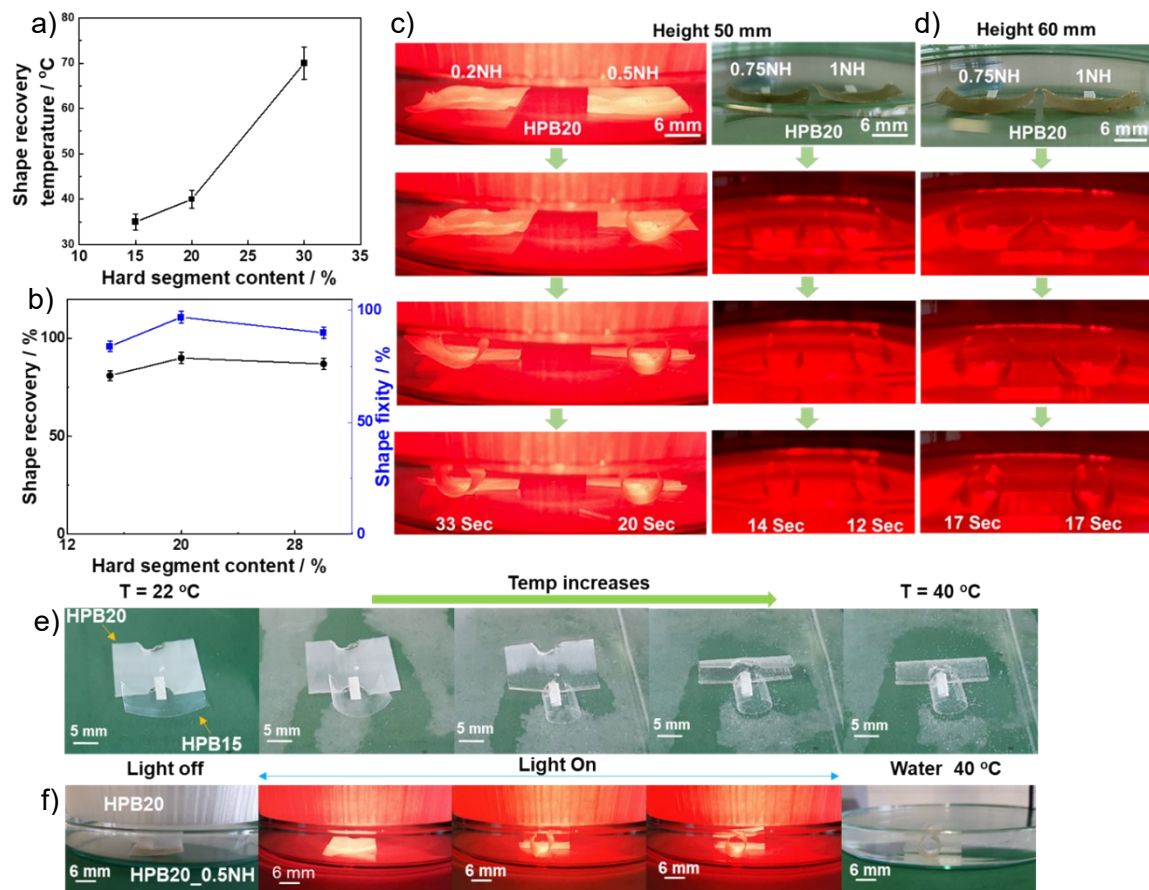 a)
80
70
60
50
40
30
10
15
20
25
30
35
Shape recovery
temperature / °C
Hard segment content / %
b)
100
50
0
12
20
28
100
50
0
Shape recovery / %
Shape fixity / %
Hard segment content / %
c)
Height 50 mm
0.2NH
0.5NH
HPB20
6 mm
0.75NH
1NH
HPB20
6 mm
33 Sec
20 Sec
14 Sec
12 Sec
d)
Height 60 mm
0.75NH
1NH
HPB20
6 mm
17 Sec
17 Sec
T = 22 °C
Temp increases
T = 40 °C
e)
HPB20
HPB15
5 mm
5 mm
5 mm
5 mm
5 mm
Light off
Light On
Water 40 °C
f)
HPB20
HPB20_0.5NH
6 mm
6 mm
6 mm
6 mm
6 mm